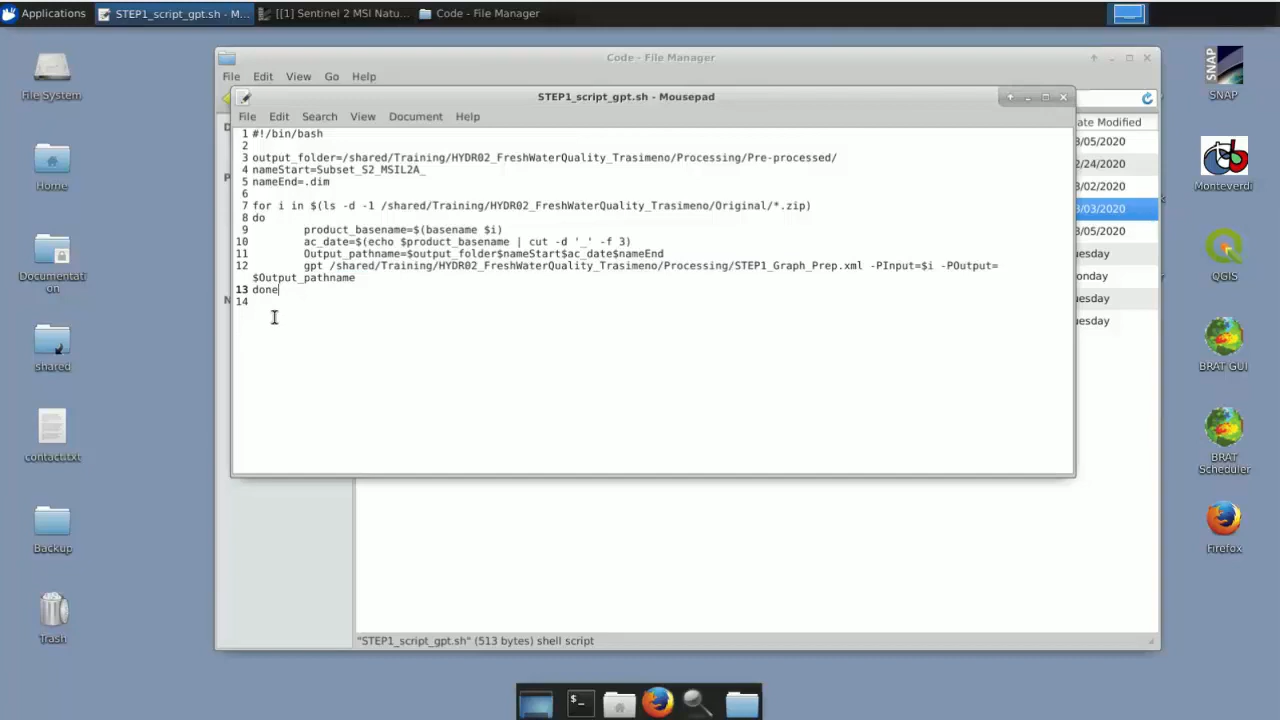 Applications
STEP1_script_gpt.sh - M...
[[1] Sentinel 2 MSI Natu...
Code - File Manager
Code - File Manager
File Edit View Go Help
STEP1_script_gpt.sh - Mousepad
File Edit Search View Document Help
1 #!/bin/bash
2
3 output_folder=/shared/Training/HYDR02_FreshWaterQuality_Trasimeno/Processing/Pre-processed/
4 nameStart=Subset_S2_MSIL2A_
5 nameEnd=.dim
6
7 for i in $(ls -d -1 /shared/Training/HYDR02_FreshWaterQuality_Trasimeno/Original/*.zip)
8 do
9 product_basename=$(basename $i)
10 ac_date=$(echo $product_basename | cut -d '_' -f 3)
11 Output_pathname=$output_folder$nameStart$ac_date$nameEnd
12 gpt /shared/Training/HYDR02_FreshWaterQuality_Trasimeno/Processing/STEP1_Graph_Prep.xml -PInput=$i -POutput=
$Output_pathname
13 done
14
ate Modified
3/05/2020
2/24/2020
3/02/2020
3/03/2020
3/05/2020
uesday
onday
uesday
uesday
"STEP1_script_gpt.sh" (513 bytes) shell script
File System
Home
Documentati
on
shared
contact.txt
Backup
Trash
SNAP
SNAP
Monteverdi
QGIS
BRAT GUI
BRAT
Scheduler
Firefox